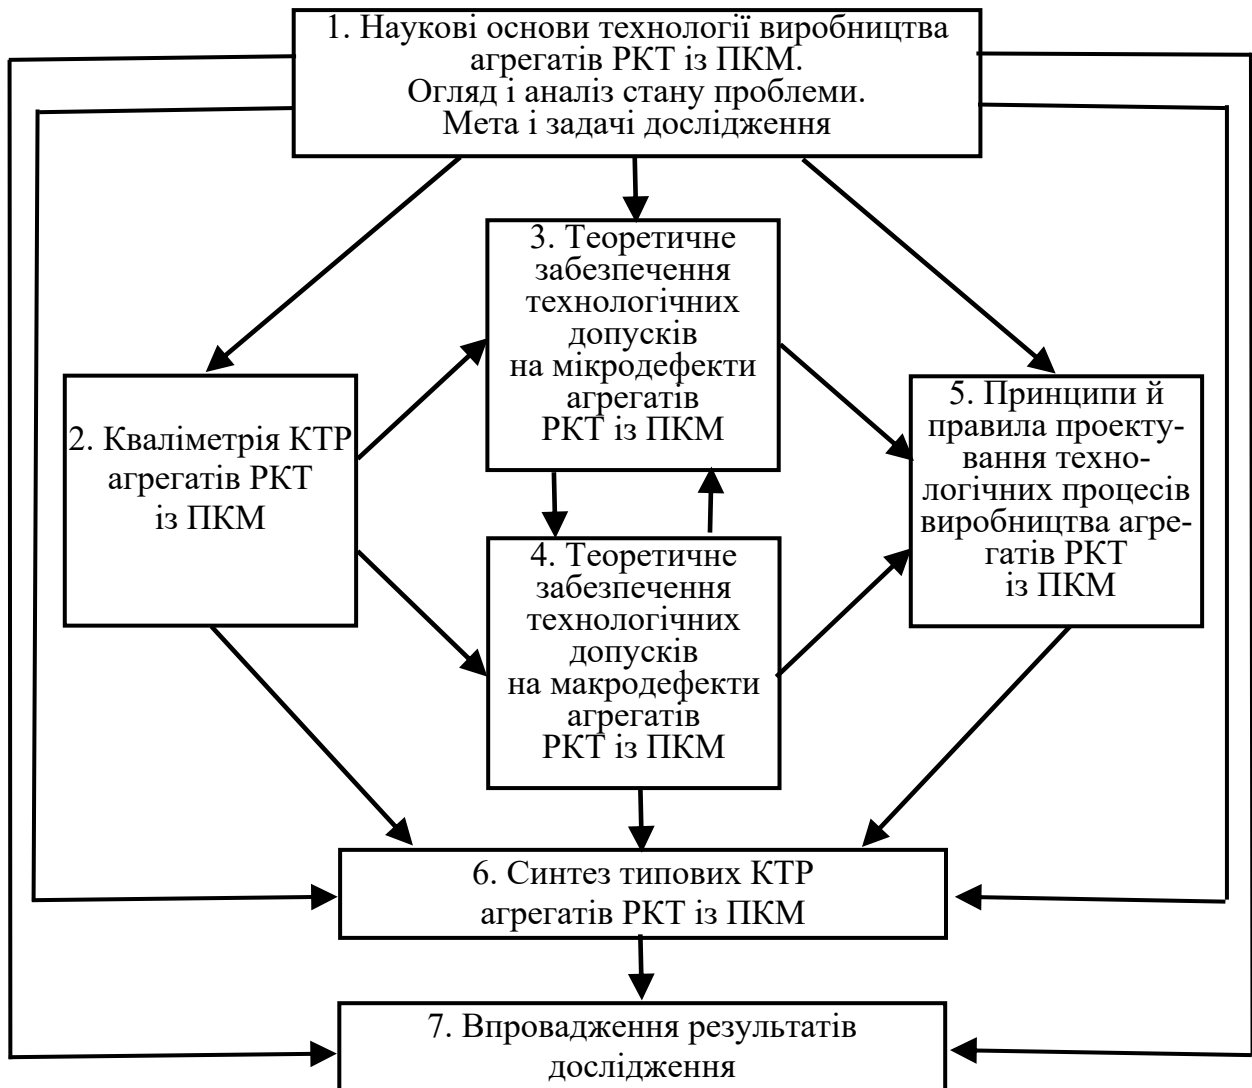 1. Наукові основи технології виробництва
агрегатів РКТ із ПКМ.
Огляд і аналіз стану проблеми.
Мета і задачі дослідження
2. Кваліметрія КТР
агрегатів РКТ
із ПКМ
3. Теоретичне
забезпечення
технологічних
допусків
на мікродефекти
агрегатів
РКТ із ПКМ
4. Теоретичне
забезпечення
технологічних
допусків
на макродефекти
агрегатів
РКТ із ПКМ
5. Принципи й
правила проекту-
вання техно-
логічних процесів
виробництва агре-
гатів РКТ
із ПКМ
6. Синтез типових КТР
агрегатів РКТ із ПКМ
7. Впровадження результатів
дослідження